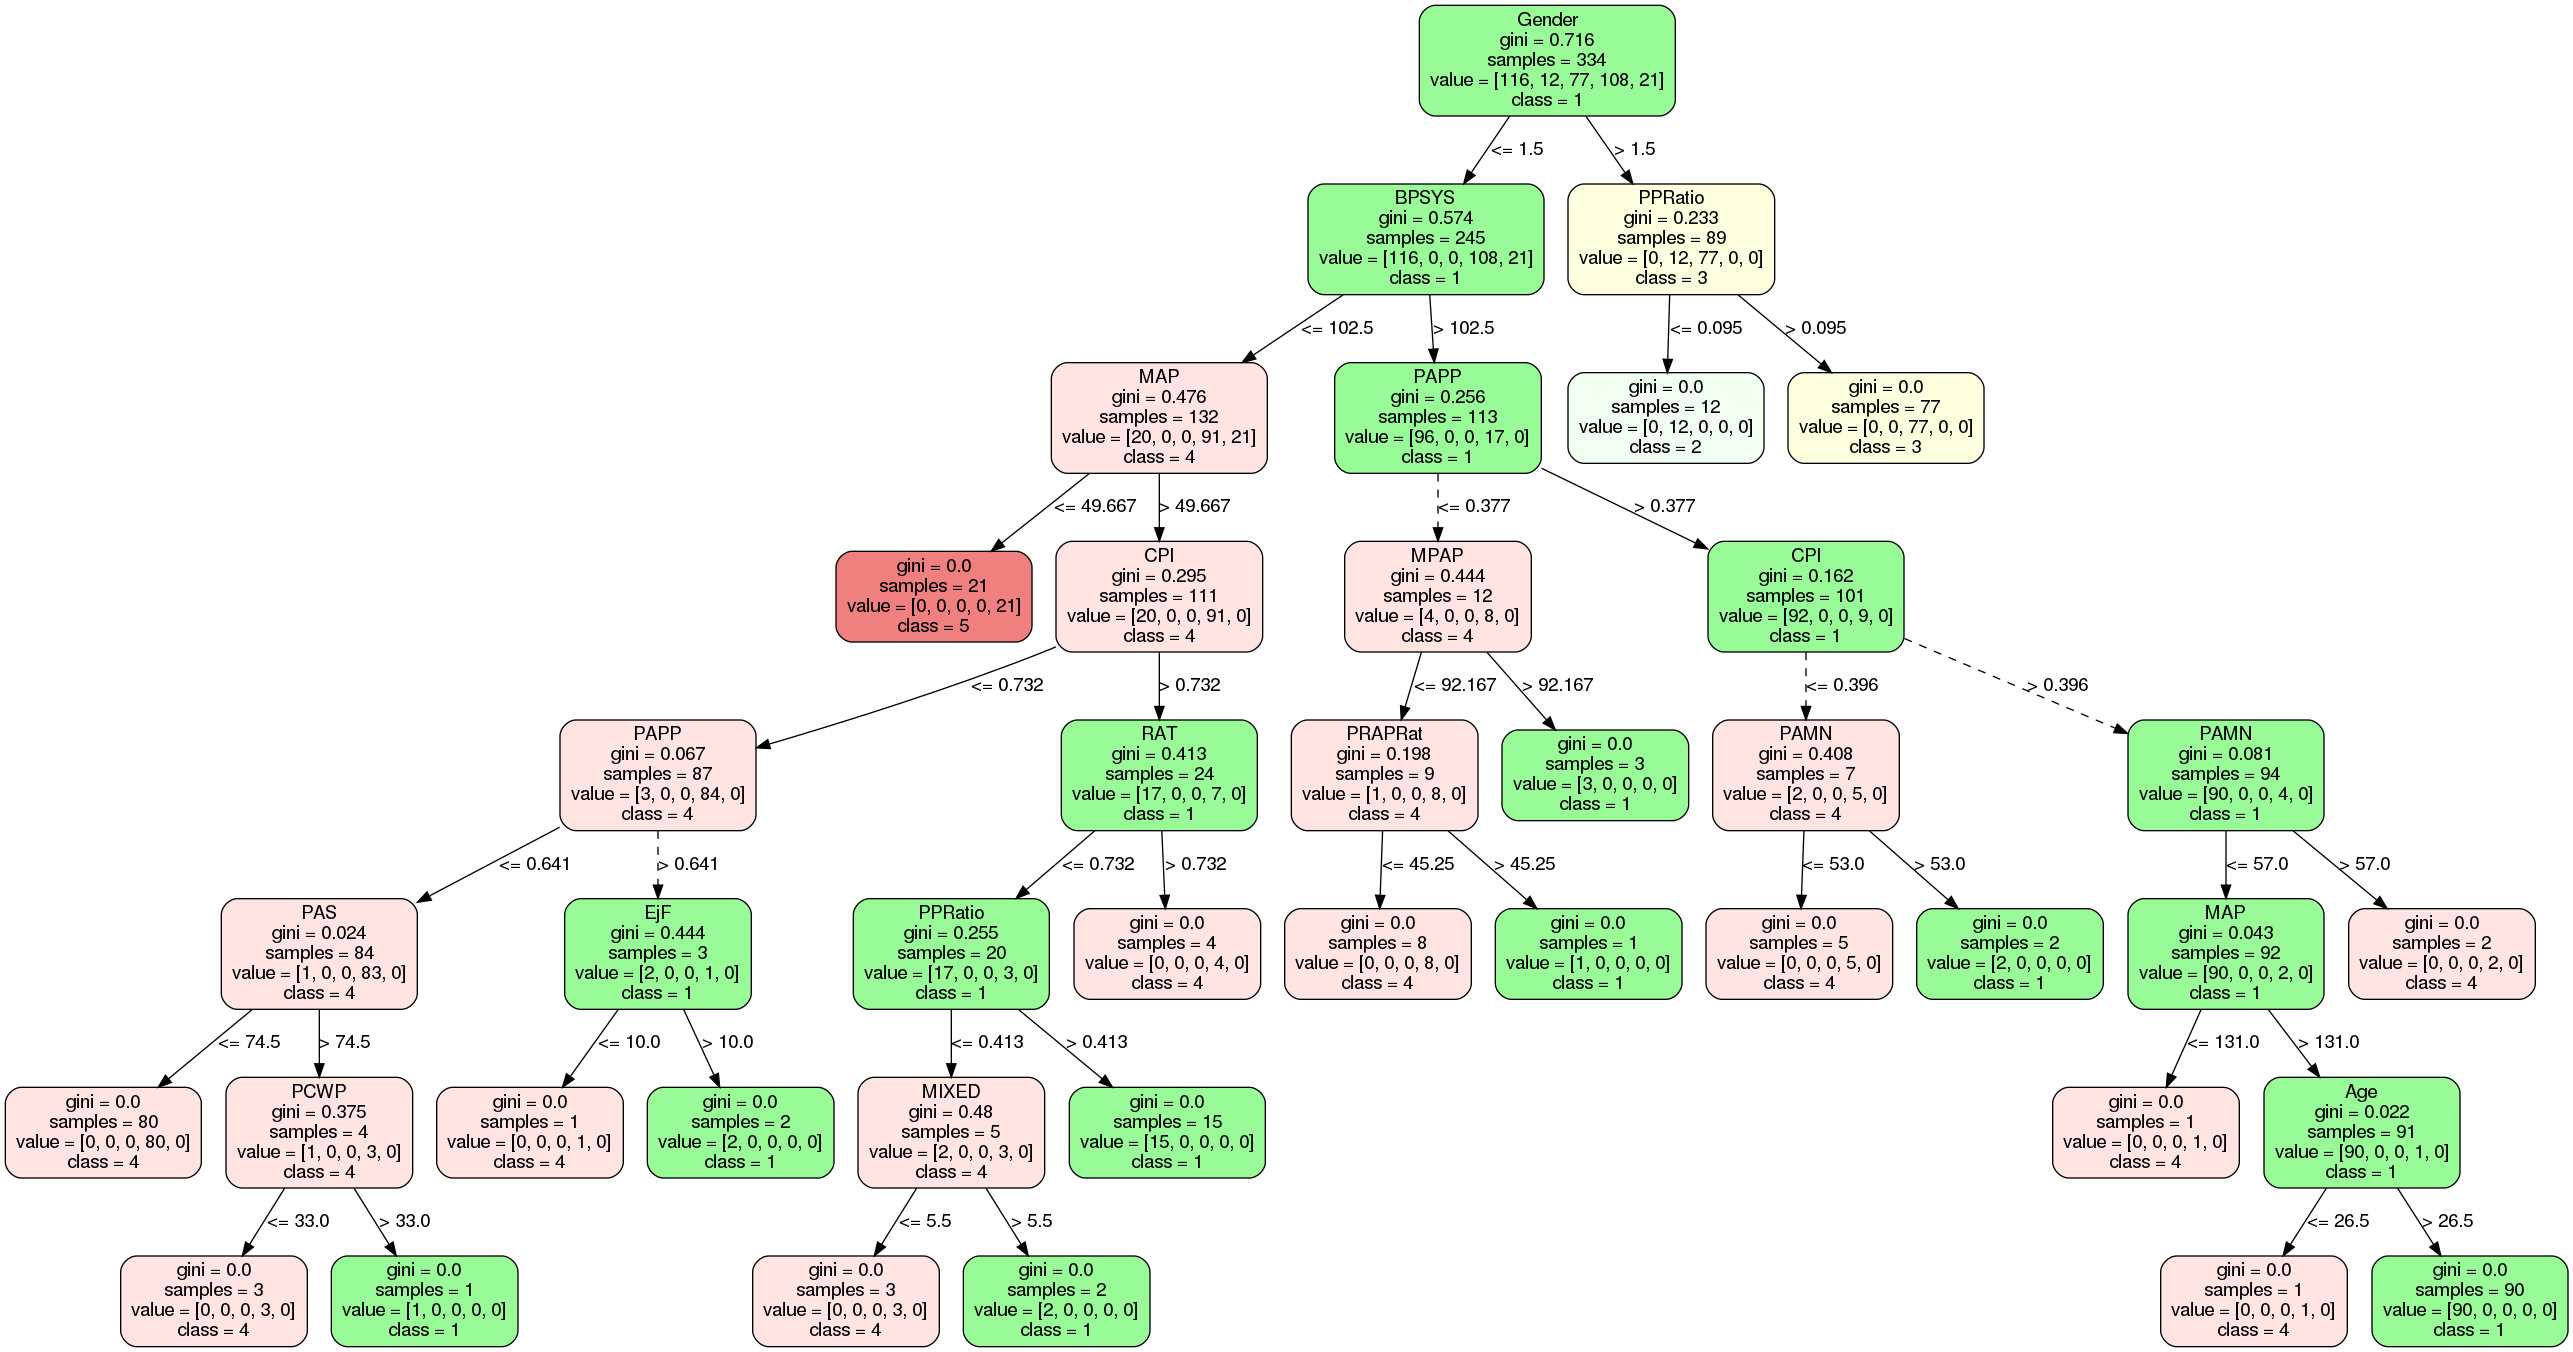 Gender
gini = 0.716
samples = 334
value = [116, 12, 77, 108, 21]
class = 1
<= 1.5
> 1.5
BPSYS
gini = 0.574
samples = 245
value = [116, 0, 0, 108, 21]
class = 1
PPRatio
gini = 0.233
samples = 89
value = [0, 12, 77, 0, 0]
class = 3
<= 102.5
> 102.5
<= 0.095
> 0.095
MAP
gini = 0.476
samples = 132
value = [20, 0, 0, 91, 21]
class = 4
PAPP
gini = 0.256
samples = 113
value = [96, 0, 0, 17, 0]
class = 1
gini = 0.0
samples = 12
value = [0, 12, 0, 0, 0]
class = 2
gini = 0.0
samples = 77
value = [0, 0, 77, 0, 0]
class = 3
<= 49.667
> 49.667
<= 0.377
> 0.377
gini = 0.0
samples = 21
value = [0, 0, 0, 0, 21]
class = 5
CPI
gini = 0.295
samples = 111
value = [20, 0, 0, 91, 0]
class = 4
MPAP
gini = 0.444
samples = 12
value = [4, 0, 0, 8, 0]
class = 4
CPI
gini = 0.162
samples = 101
value = [92, 0, 0, 9, 0]
class = 1
<= 0.732
> 0.732
<= 92.167
> 92.167
<= 0.396
> 0.396
PAPP
gini = 0.067
samples = 87
value = [3, 0, 0, 84, 0]
class = 4
RAT
gini = 0.413
samples = 24
value = [17, 0, 0, 7, 0]
class = 1
PRAPRat
gini = 0.198
samples = 9
value = [1, 0, 0, 8, 0]
class = 4
gini = 0.0
samples = 3
value = [3, 0, 0, 0, 0]
class = 1
PAMN
gini = 0.408
samples = 7
value = [2, 0, 0, 5, 0]
class = 4
PAMN
gini = 0.081
samples = 94
value = [90, 0, 0, 4, 0]
class = 1
<= 0.641
> 0.641
<= 0.732
> 0.732
<= 45.25
> 45.25
<= 53.0
> 53.0
<= 57.0
> 57.0
PAS
gini = 0.024
samples = 84
value = [1, 0, 0, 83, 0]
class = 4
EjF
gini = 0.444
samples = 3
value = [2, 0, 0, 1, 0]
class = 1
PPRatio
gini = 0.255
samples = 20
value = [17, 0, 0, 3, 0]
class = 1
gini = 0.0
samples = 4
value = [0, 0, 0, 4, 0]
class = 4
gini = 0.0
samples = 8
value = [0, 0, 0, 8, 0]
class = 4
gini = 0.0
samples = 1
value = [1, 0, 0, 0, 0]
class = 1
gini = 0.0
samples = 5
value = [0, 0, 0, 5, 0]
class = 4
gini = 0.0
samples = 2
value = [2, 0, 0, 0, 0]
class = 1
MAP
gini = 0.043
samples = 92
value = [90, 0, 0, 2, 0]
class = 1
gini = 0.0
samples = 2
value = [0, 0, 0, 2, 0]
class = 4
<= 74.5
> 74.5
<= 10.0
> 10.0
<= 0.413
> 0.413
<= 131.0
> 131.0
gini = 0.0
samples = 80
value = [0, 0, 0, 80, 0]
class = 4
PCWP
gini = 0.375
samples = 4
value = [1, 0, 0, 3, 0]
class = 4
gini = 0.0
samples = 1
value = [0, 0, 0, 1, 0]
class = 4
gini = 0.0
samples = 2
value = [2, 0, 0, 0, 0]
class = 1
MIXED
gini = 0.48
samples = 5
value = [2, 0, 0, 3, 0]
class = 4
gini = 0.0
samples = 15
value = [15, 0, 0, 0, 0]
class = 1
gini = 0.0
samples = 1
value = [0, 0, 0, 1, 0]
class = 4
Age
gini = 0.022
samples = 91
value = [90, 0, 0, 1, 0]
class = 1
<= 33.0
> 33.0
<= 5.5
> 5.5
<= 26.5
> 26.5
gini = 0.0
samples = 3
value = [0, 0, 0, 3, 0]
class = 4
gini = 0.0
samples = 1
value = [1, 0, 0, 0, 0]
class = 1
gini = 0.0
samples = 3
value = [0, 0, 0, 3, 0]
class = 4
gini = 0.0
samples = 2
value = [2, 0, 0, 0, 0]
class = 1
gini = 0.0
samples = 1
value = [0, 0, 0, 1, 0]
class = 4
gini = 0.0
samples = 90
value = [90, 0, 0, 0, 0]
class = 1